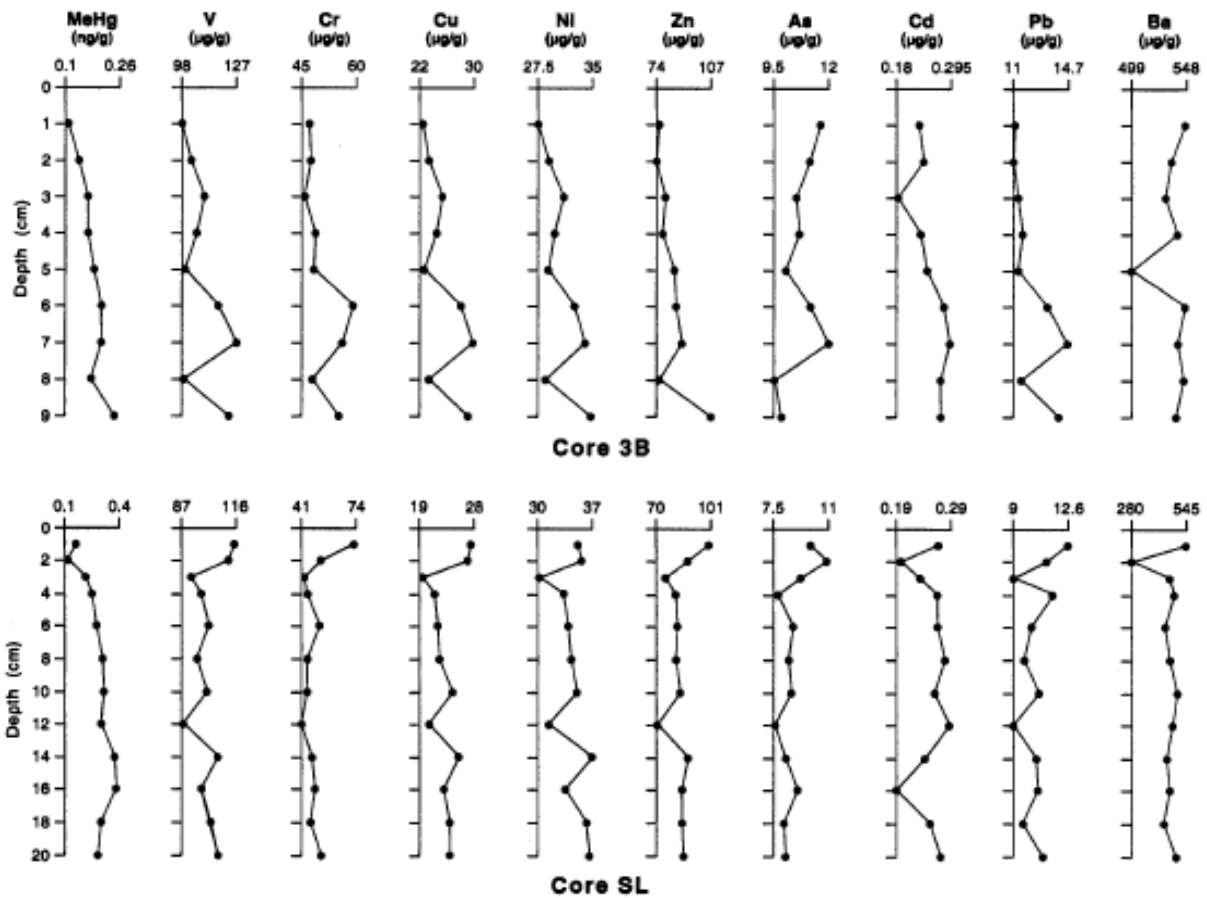 MeHg V Cr Cu Ni Zn As Cd Pb Ba
(ng/g) (µg/g) (µg/g) (µg/g) (µg/g) (µg/g) (µg/g) (µg/g) (µg/g) (µg/g)
0.1 0.26 98 127 45 60 22 30 27.5 35 74 107 9.5 12 0.18 0.295 11 14.7 499 548
0
1
2
3
4
Depth (cm)
5
6
7
8
9
Core 3B
0.1 0.4 87 116 41 74 19 28 30 37 70 101 7.5 11 0.19 0.29 9 12.6 280 545
0
2
4
6
8
Depth (cm)
10
12
14
16
18
20
Core SL